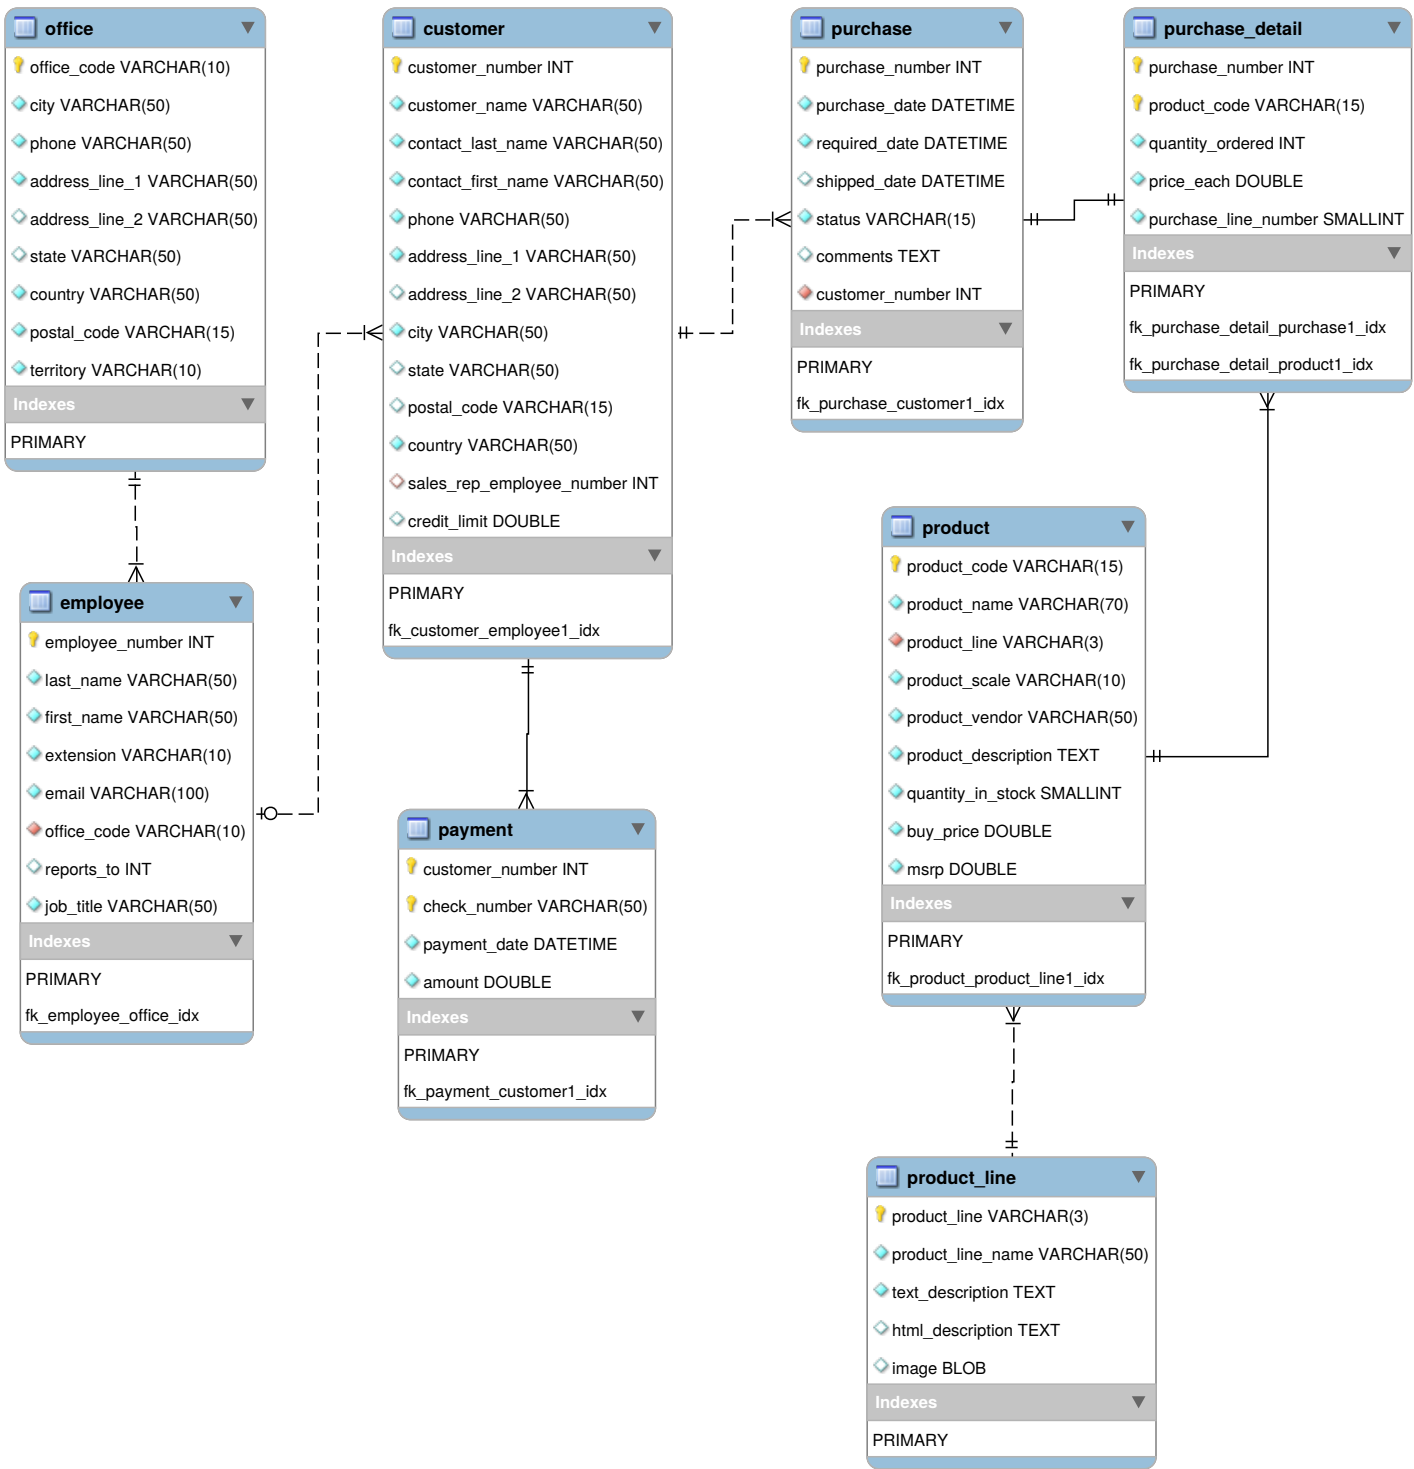 office
office_code VARCHAR(10)
city VARCHAR(50)
phone VARCHAR(50)
address_line_1 VARCHAR(50)
address_line_2 VARCHAR(50)
state VARCHAR(50)
country VARCHAR(50)
postal_code VARCHAR(15)
territory VARCHAR(10)
Indexes
PRIMARY
employee
employee_number INT
last_name VARCHAR(50)
first_name VARCHAR(50)
extension VARCHAR(10)
email VARCHAR(100)
office_code VARCHAR(10)
reports_to INT
job_title VARCHAR(50)
Indexes
PRIMARY
fk_employee_office_idx
customer
customer_number INT
customer_name VARCHAR(50)
contact_last_name VARCHAR(50)
contact_first_name VARCHAR(50)
phone VARCHAR(50)
address_line_1 VARCHAR(50)
address_line_2 VARCHAR(50)
city VARCHAR(50)
state VARCHAR(50)
postal_code VARCHAR(15)
country VARCHAR(50)
sales_rep_employee_number INT
credit_limit DOUBLE
Indexes
PRIMARY
fk_customer_employee1_idx
payment
customer_number INT
check_number VARCHAR(50)
payment_date DATETIME
amount DOUBLE
Indexes
PRIMARY
fk_payment_customer1_idx
purchase
purchase_number INT
purchase_date DATETIME
required_date DATETIME
shipped_date DATETIME
status VARCHAR(15)
comments TEXT
customer_number INT
Indexes
PRIMARY
fk_purchase_customer1_idx
purchase_detail
purchase_number INT
product_code VARCHAR(15)
quantity_ordered INT
price_each DOUBLE
purchase_line_number SMALLINT
Indexes
PRIMARY
fk_purchase_detail_purchase1_idx
fk_purchase_detail_product1_idx
product
product_code VARCHAR(15)
product_name VARCHAR(70)
product_line VARCHAR(3)
product_scale VARCHAR(10)
product_vendor VARCHAR(50)
product_description TEXT
quantity_in_stock SMALLINT
buy_price DOUBLE
msrp DOUBLE
Indexes
PRIMARY
fk_product_product_line1_idx
product_line
product_line VARCHAR(3)
product_line_name VARCHAR(50)
text_description TEXT
html_description TEXT
image BLOB
Indexes
PRIMARY